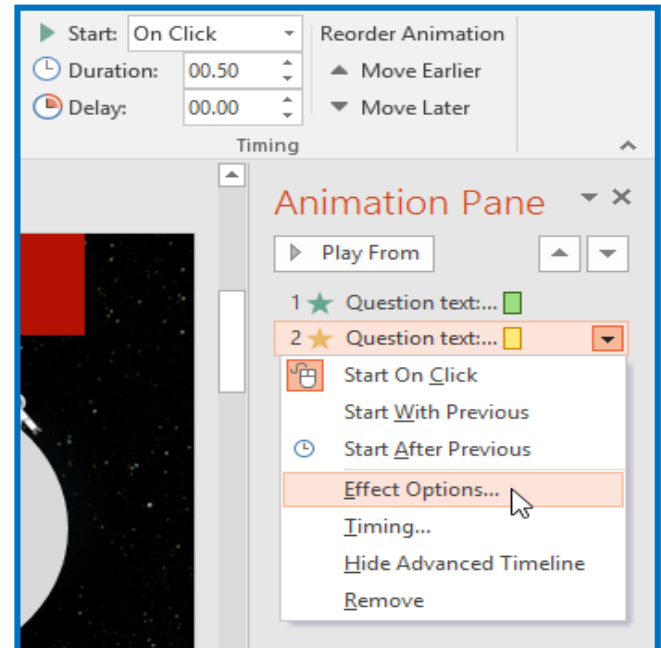 Start: On Click Reorder Animation
Duration: 00.50 Move Earlier
Delay: 00.00 Move Later
Timing
Animation Pane
Play From
1 Question text:...
2 Question text:...
Start On Click
Start With Previous
Start After Previous
Effect Options...
Timing...
Hide Advanced Timeline
Remove